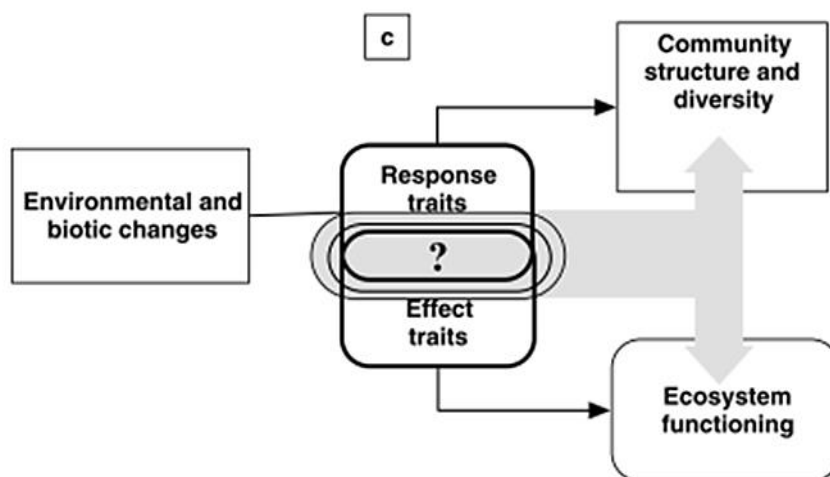 c
Community
structure and
diversity
Response
traits
Environmental and
biotic changes
?
Effect
traits
Ecosystem
functioning